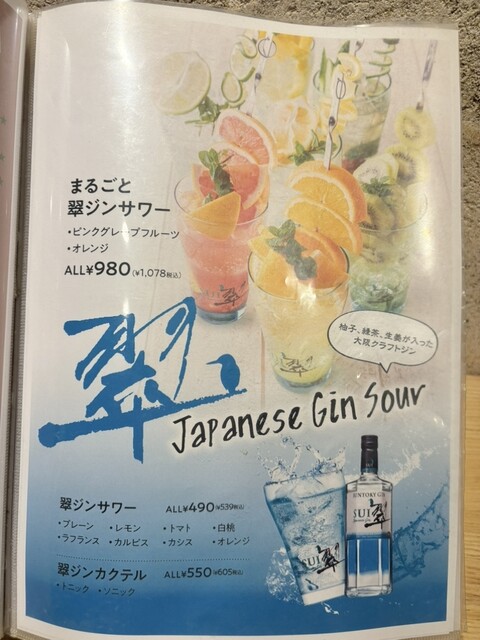 まるごと
翠ジンサワー
・ピンクグレープフルーツ
・オレンジ
ALL¥980(¥1,078税込)
柚子、緑茶、生姜が入った
大阪クラフトジン
翠
Japanese Gin Sour
翠ジンサワー ALL¥490(¥539税込)
・プレーン ・レモン ・トマト ・白桃
・ラフランス ・カルピス ・カシス ・オレンジ
翠ジンカクテル ALL¥550(¥605税込)
・トニック ・ソニック
SUNTORY GIN
SUI
翠
SUI
翠